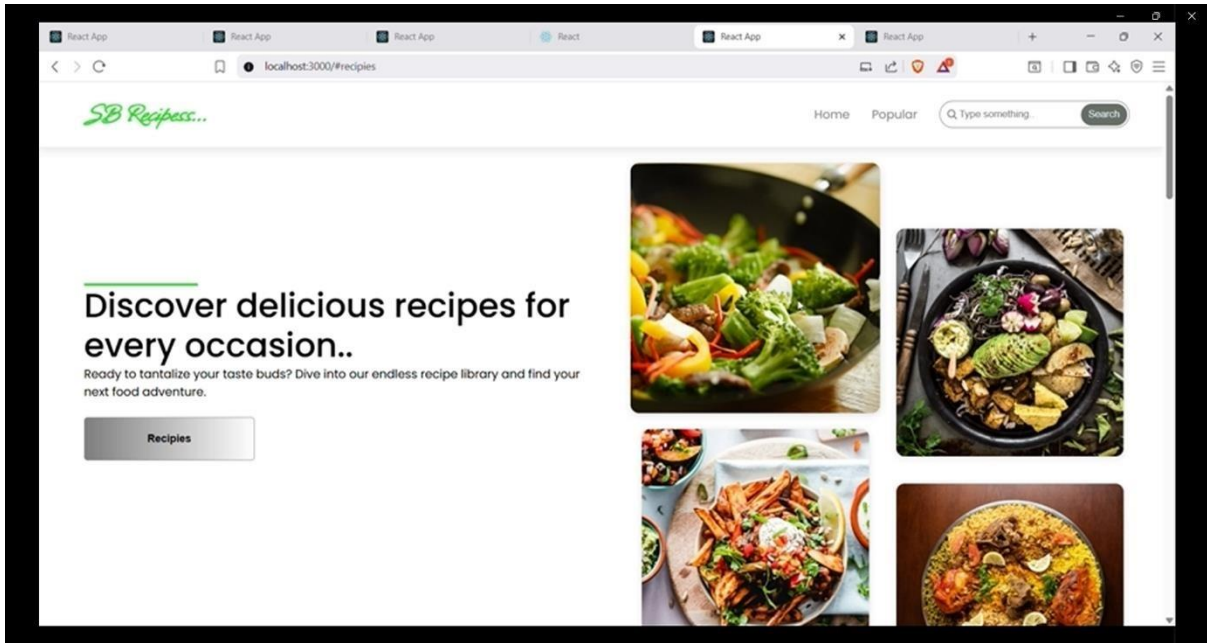 React App
React App
React App
React
React App
React App
localhost:3000/#recipies
SB Recipess...
Home
Popular
Type something..
Search
Discover delicious recipes for
every occasion..
Ready to tantalize your taste buds? Dive into our endless recipe library and find your
next food adventure.
Recipies